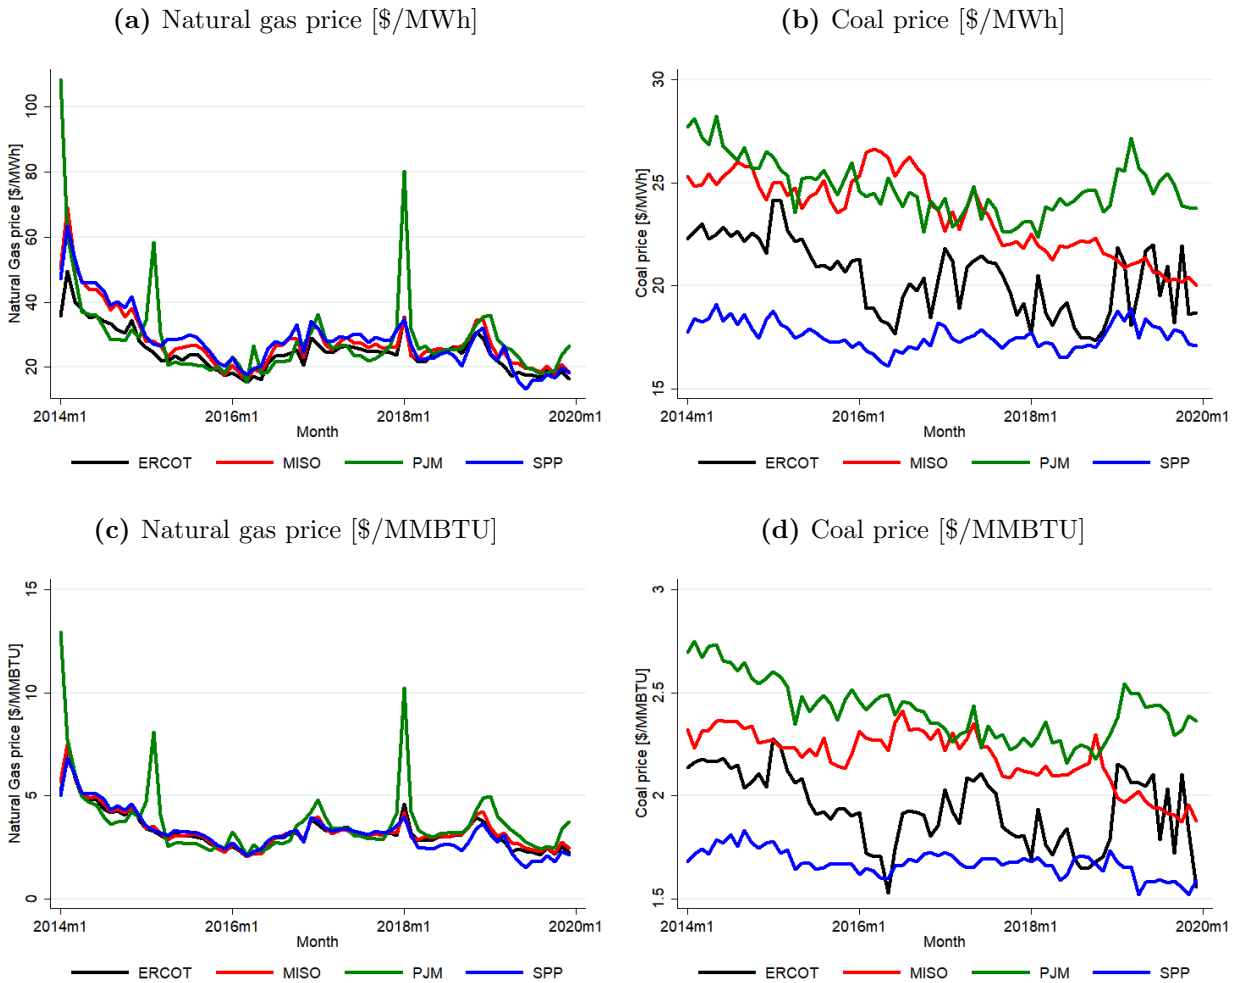 (a) Natural gas price [$/MWh]
(b) Coal price [$/MWh]
Natural Gas price [$/MWh]
100
80
60
40
20
2014m1 2016m1 2018m1 2020m1
Month
ERCOT MISO PJM SPP
Coal price [$/MWh]
30
25
20
15
2014m1 2016m1 2018m1 2020m1
Month
ERCOT MISO PJM SPP
(c) Natural gas price [$/MMBTU]
(d) Coal price [$/MMBTU]
Natural Gas price [$/MMBTU]
15
10
5
0
2014m1 2016m1 2018m1 2020m1
Month
ERCOT MISO PJM SPP
Coal price [$/MMBTU]
3
2.5
2
1.5
2014m1 2016m1 2018m1 2020m1
Month
ERCOT MISO PJM SPP